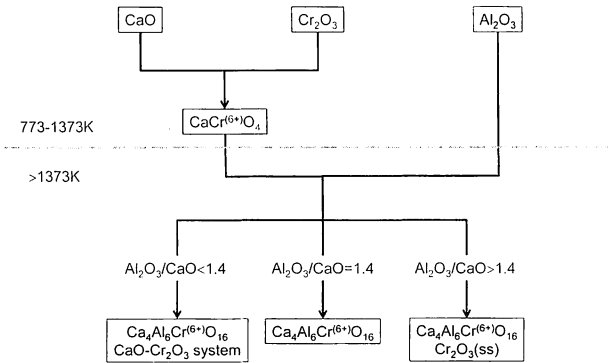 CaO Cr₂O₃ Al₂O₃
CaCr⁽⁶⁺⁾O₄
773-1373K
>1373K
Al₂O₃/CaO<1.4 Al₂O₃/CaO=1.4 Al₂O₃/CaO>1.4
Ca₄Al₆Cr⁽⁶⁺⁾O₁₆ Ca₄Al₆Cr⁽⁶⁺⁾O₁₆ Ca₄Al₆Cr⁽⁶⁺⁾O₁₆
CaO-Cr₂O₃ system Cr₂O₃(ss)